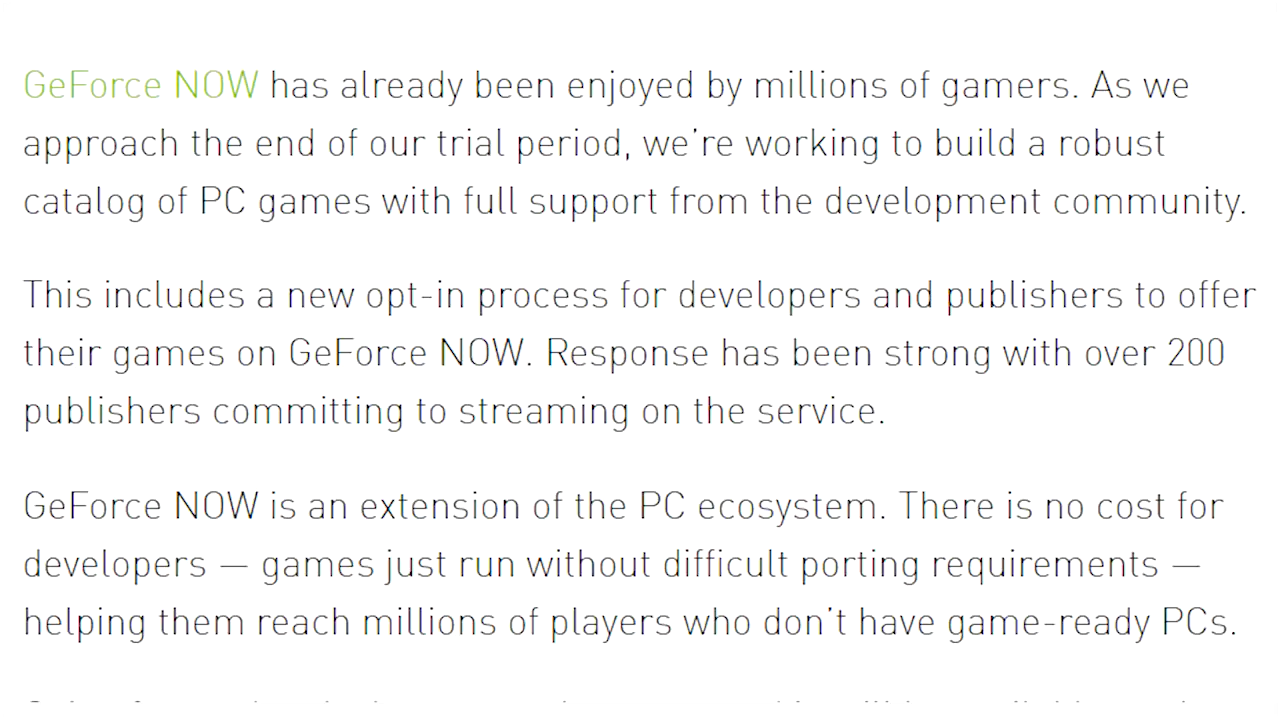 GeForce NOW has already been enjoyed by millions of gamers. As we
approach the end of our trial period, we're working to build a robust
catalog of PC games with full support from the development community.
This includes a new opt-in process for developers and publishers to offer
their games on GeForce NOW. Response has been strong with over 200
publishers committing to streaming on the service.
GeForce NOW is an extension of the PC ecosystem. There is no cost for
developers — games just run without difficult porting requirements —
helping them reach millions of players who don't have game-ready PCs.